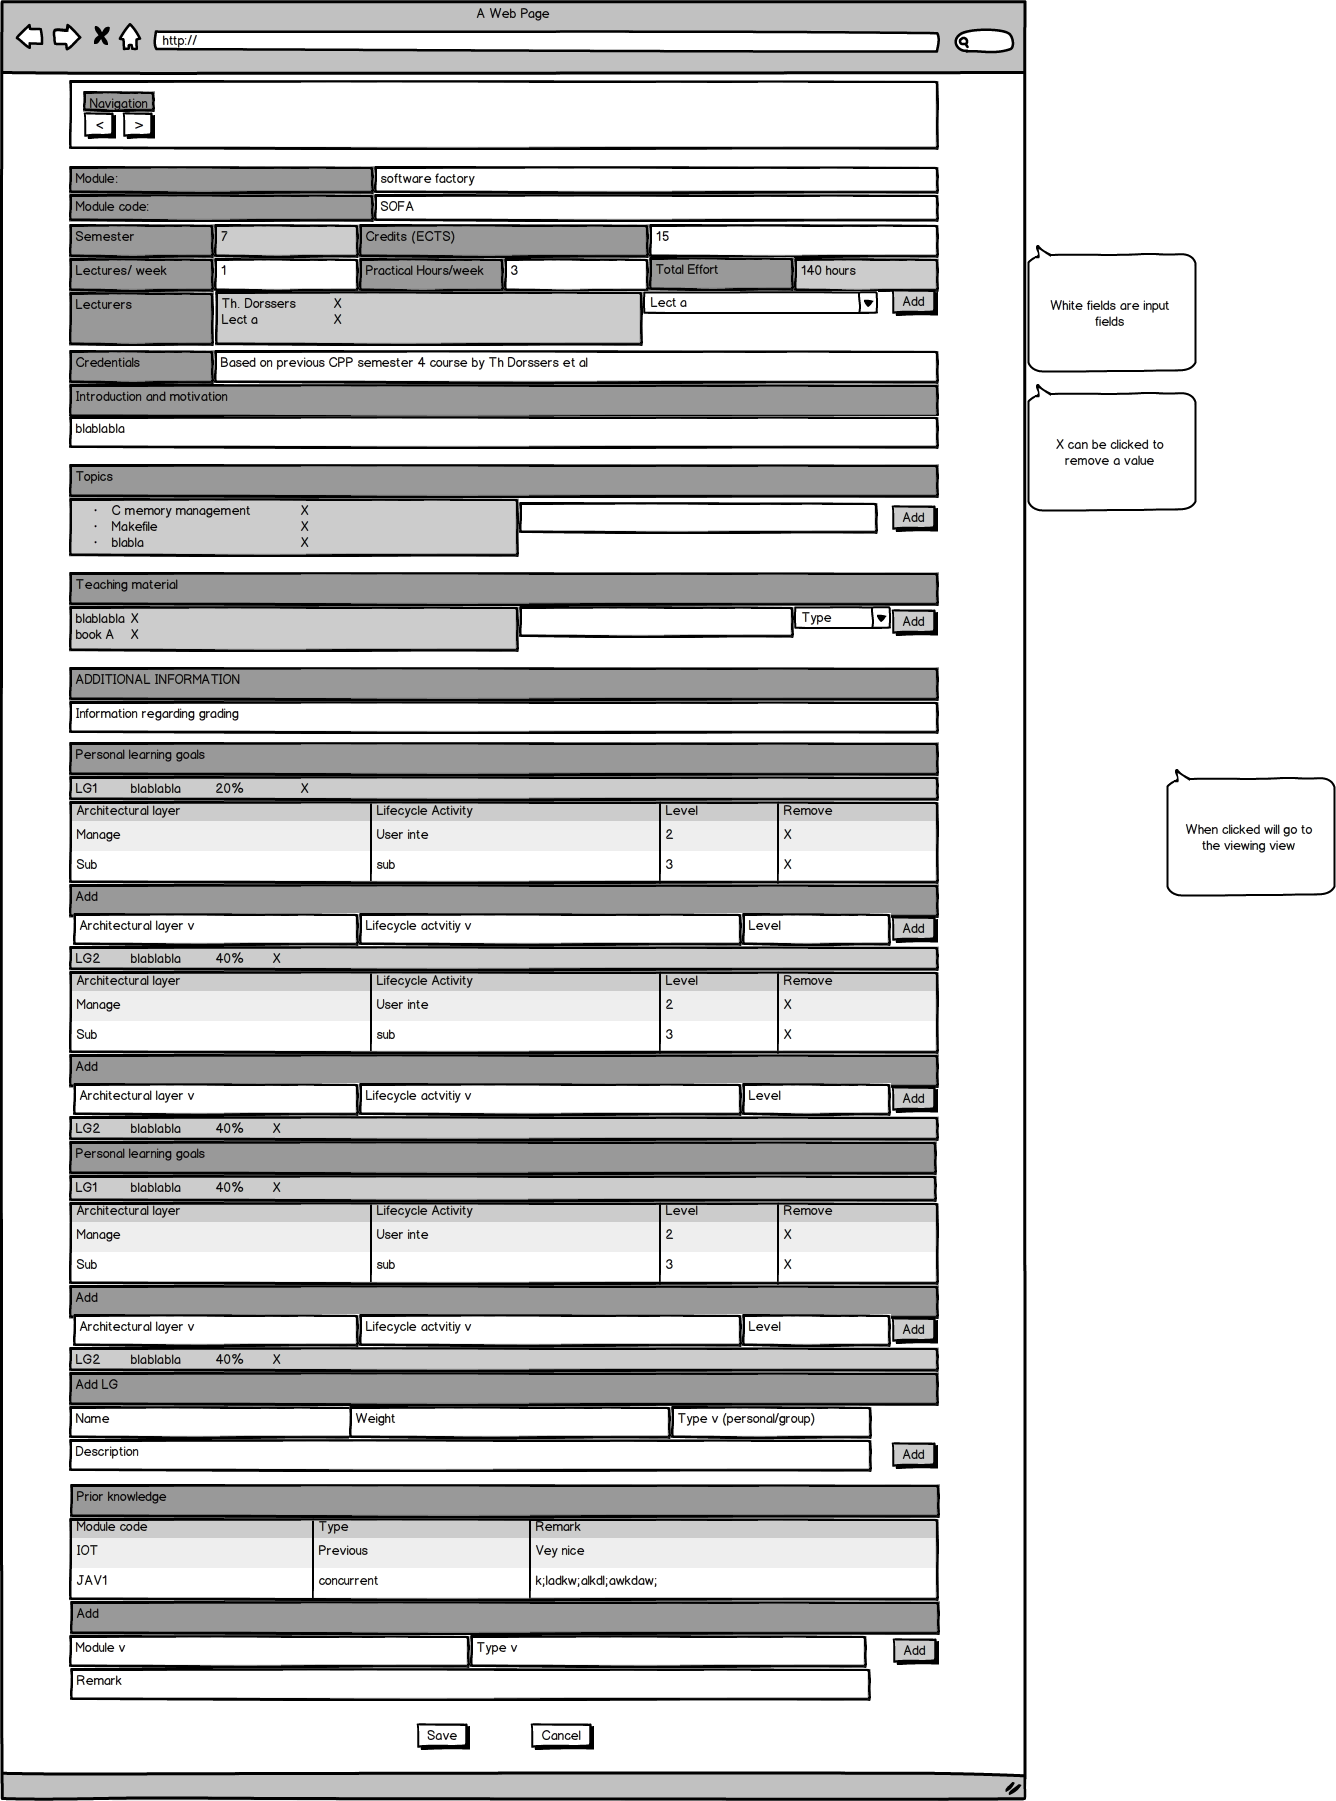 A Web Page
http://
Navigation
< >
Module: software factory
Module code: SOFA
Semester 7 Credits (ECTS) 15
Lectures/ week 1 Practical Hours/week 3 Total Effort 140 hours
Lecturers Th. Dorssers X Lect a Add
Lect a X
Credentials Based on previous CPP semester 4 course by Th Dorssers et al
Introduction and motivation
blablabla
Topics
· C memory management X Add
· Makefile X
· blabla X
Teaching material
blablabla X Type Add
book A X
ADDITIONAL INFORMATION
Information regarding grading
Personal learning goals
LG1 blablabla 20% X
Architectural layer Lifecycle Activity Level Remove
Manage User inte 2 X
Sub sub 3 X
Add
Architectural layer v Lifecycle actvitiy v Level Add
LG2 blablabla 40% X
Architectural layer Lifecycle Activity Level Remove
Manage User inte 2 X
Sub sub 3 X
Add
Architectural layer v Lifecycle actvitiy v Level Add
LG2 blablabla 40% X
Personal learning goals
LG1 blablabla 40% X
Architectural layer Lifecycle Activity Level Remove
Manage User inte 2 X
Sub sub 3 X
Add
Architectural layer v Lifecycle actvitiy v Level Add
LG2 blablabla 40% X
Add LG
Name Weight Type v (personal/group)
Description Add
Prior knowledge
Module code Type Remark
IOT Previous Vey nice
JAV1 concurrent k;ladkw;alkdl;awkdaw;
Add
Module v Type v Add
Remark
Save Cancel
White fields are input
fields
X can be clicked to
remove a value
When clicked will go to
the viewing view